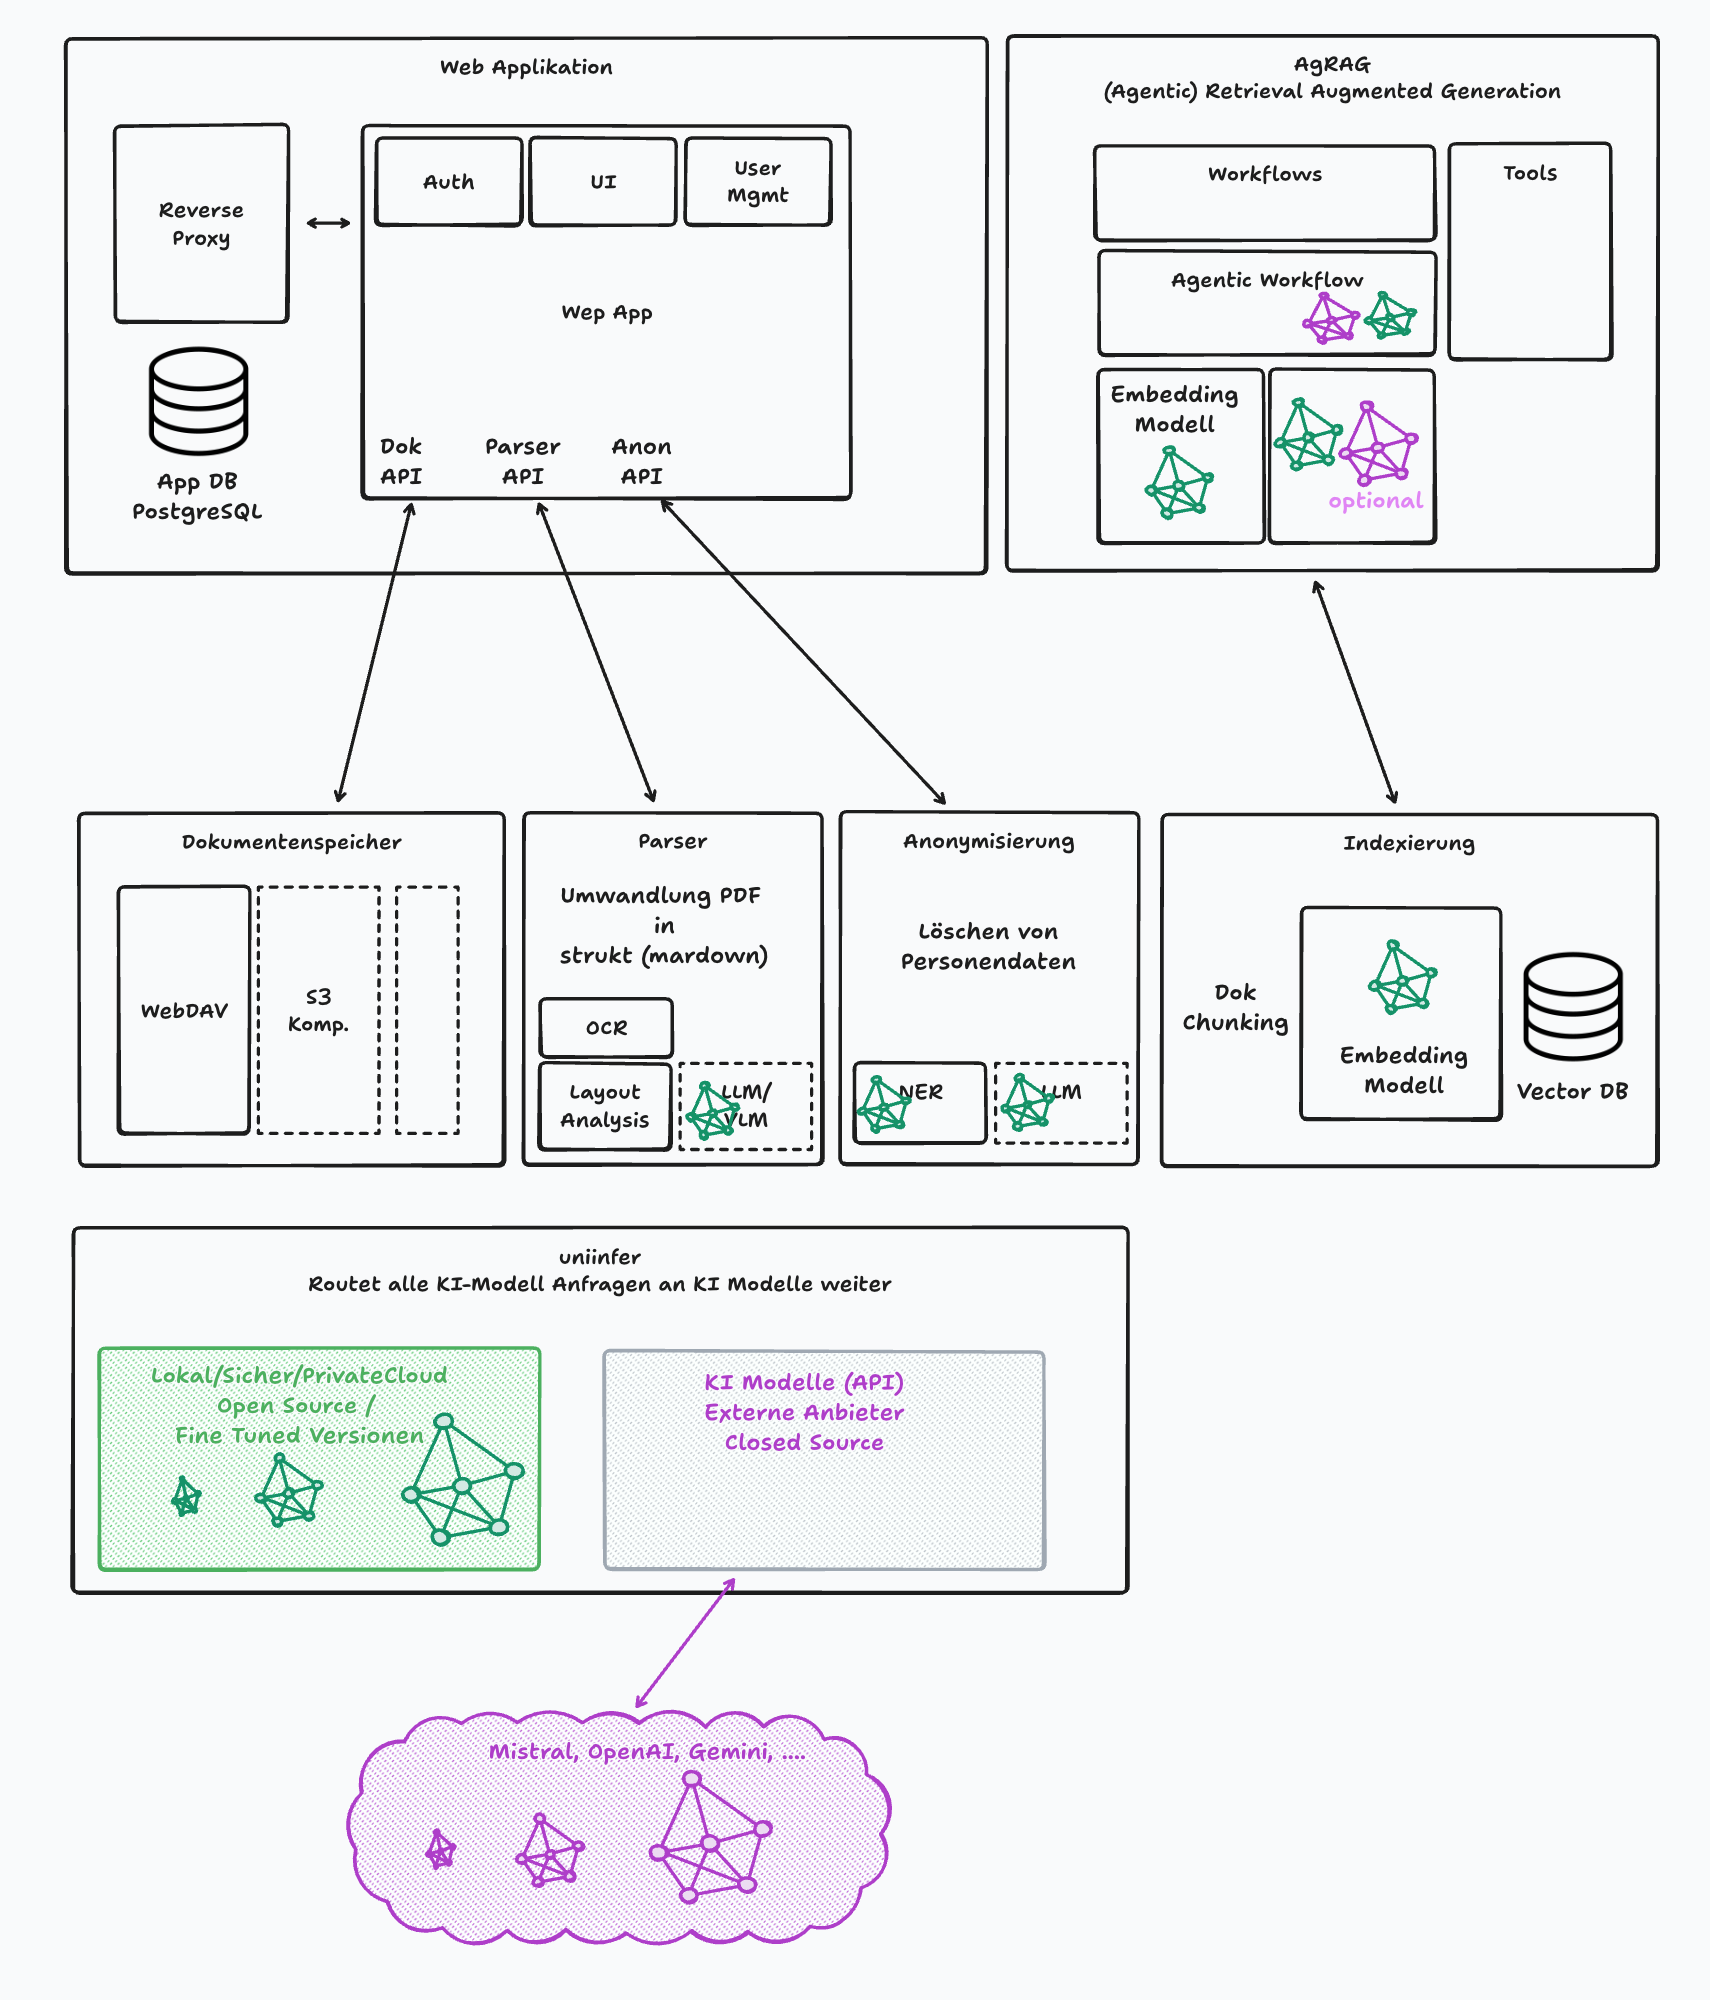 Web Applikation
Reverse
Proxy
Auth
UI
User
Mgmt
Wep App
App DB
PostgreSQL
Dok
API
Parser
API
Anon
API
AgRAG
(Agentic) Retrieval Augmented Generation
Workflows
Tools
Agentic Workflow
Embedding
Modell
optional
Dokumentenspeicher
WebDAV
S3
Komp.
Parser
Umwandlung PDF
in
strukt (mardown)
OCR
Layout
Analysis
LLM/
VLM
Anonymisierung
Löschen von
Personendaten
NER
LLM
Indexierung
Dok
Chunking
Embedding
Modell
Vector DB
uniinfer
Routet alle KI-Modell Anfragen an KI Modelle weiter
Lokal/Sicher/PrivateCloud
Open Source /
Fine Tuned Versionen
KI Modelle (API)
Externe Anbieter
Closed Source
Mistral, OpenAI, Gemini, ....